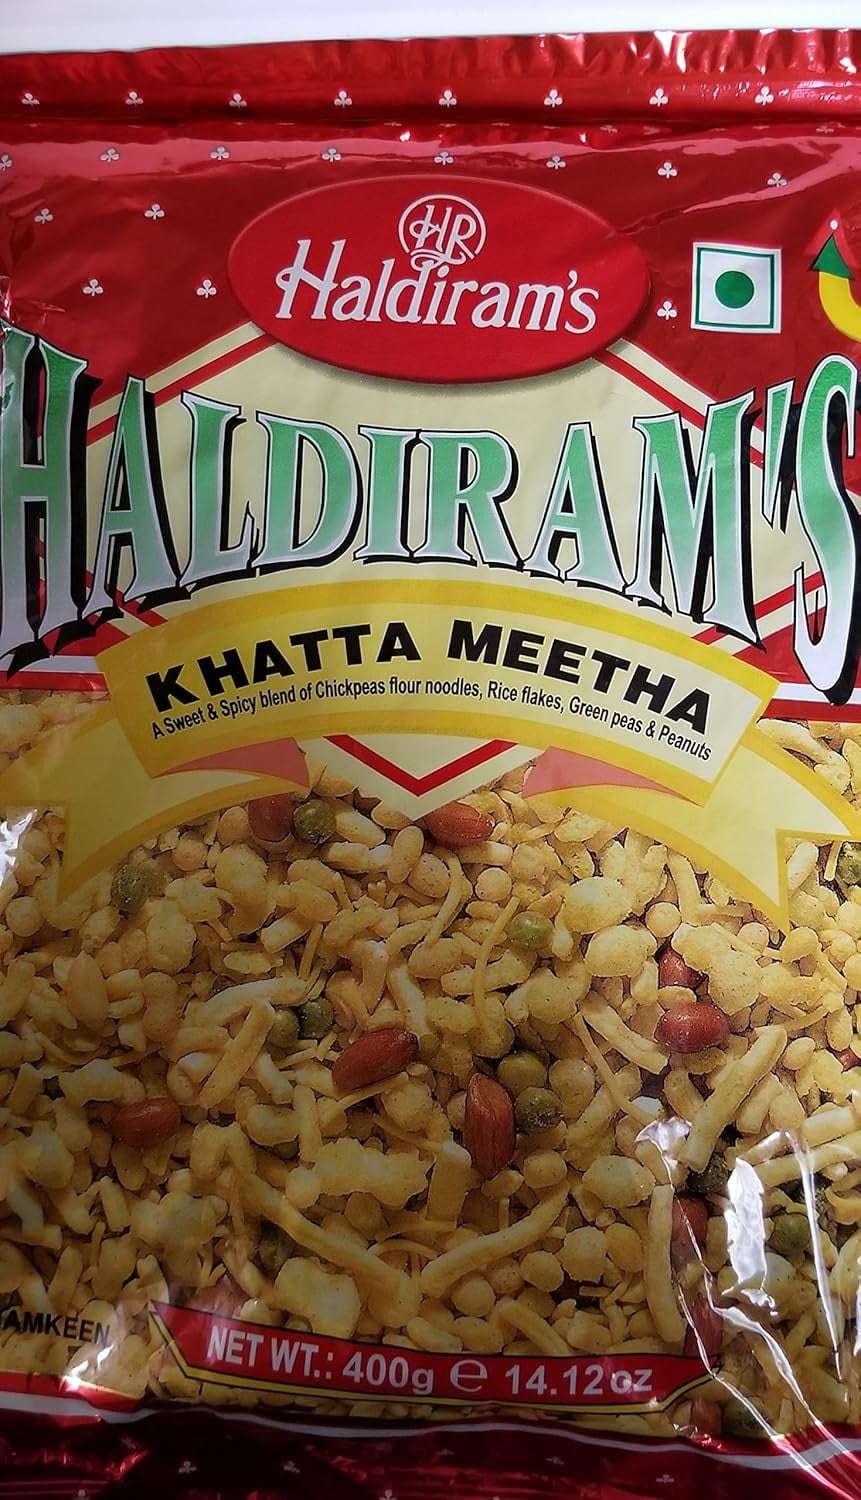 HR
Haldiram's
HALDIRAM'S
KHATTA MEETHA
A Sweet & Spicy blend of Chickpeas flour noodles, Rice flakes, Green peas & Peanuts
AMKEEN
NET WT.: 400g ℮ 14.12 oz